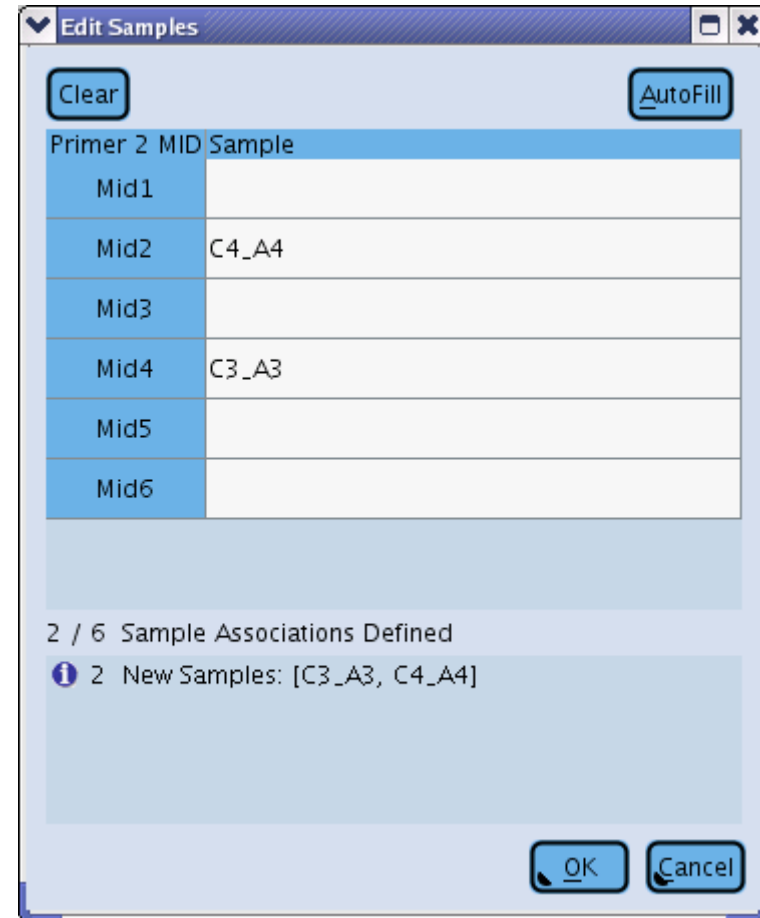 Edit Samples
Clear AutoFill
Primer 2 MID Sample
Mid1
Mid2 C4_A4
Mid3
Mid4 C3_A3
Mid5
Mid6
2 / 6 Sample Associations Defined
2 New Samples: [C3_A3, C4_A4]
OK Cancel